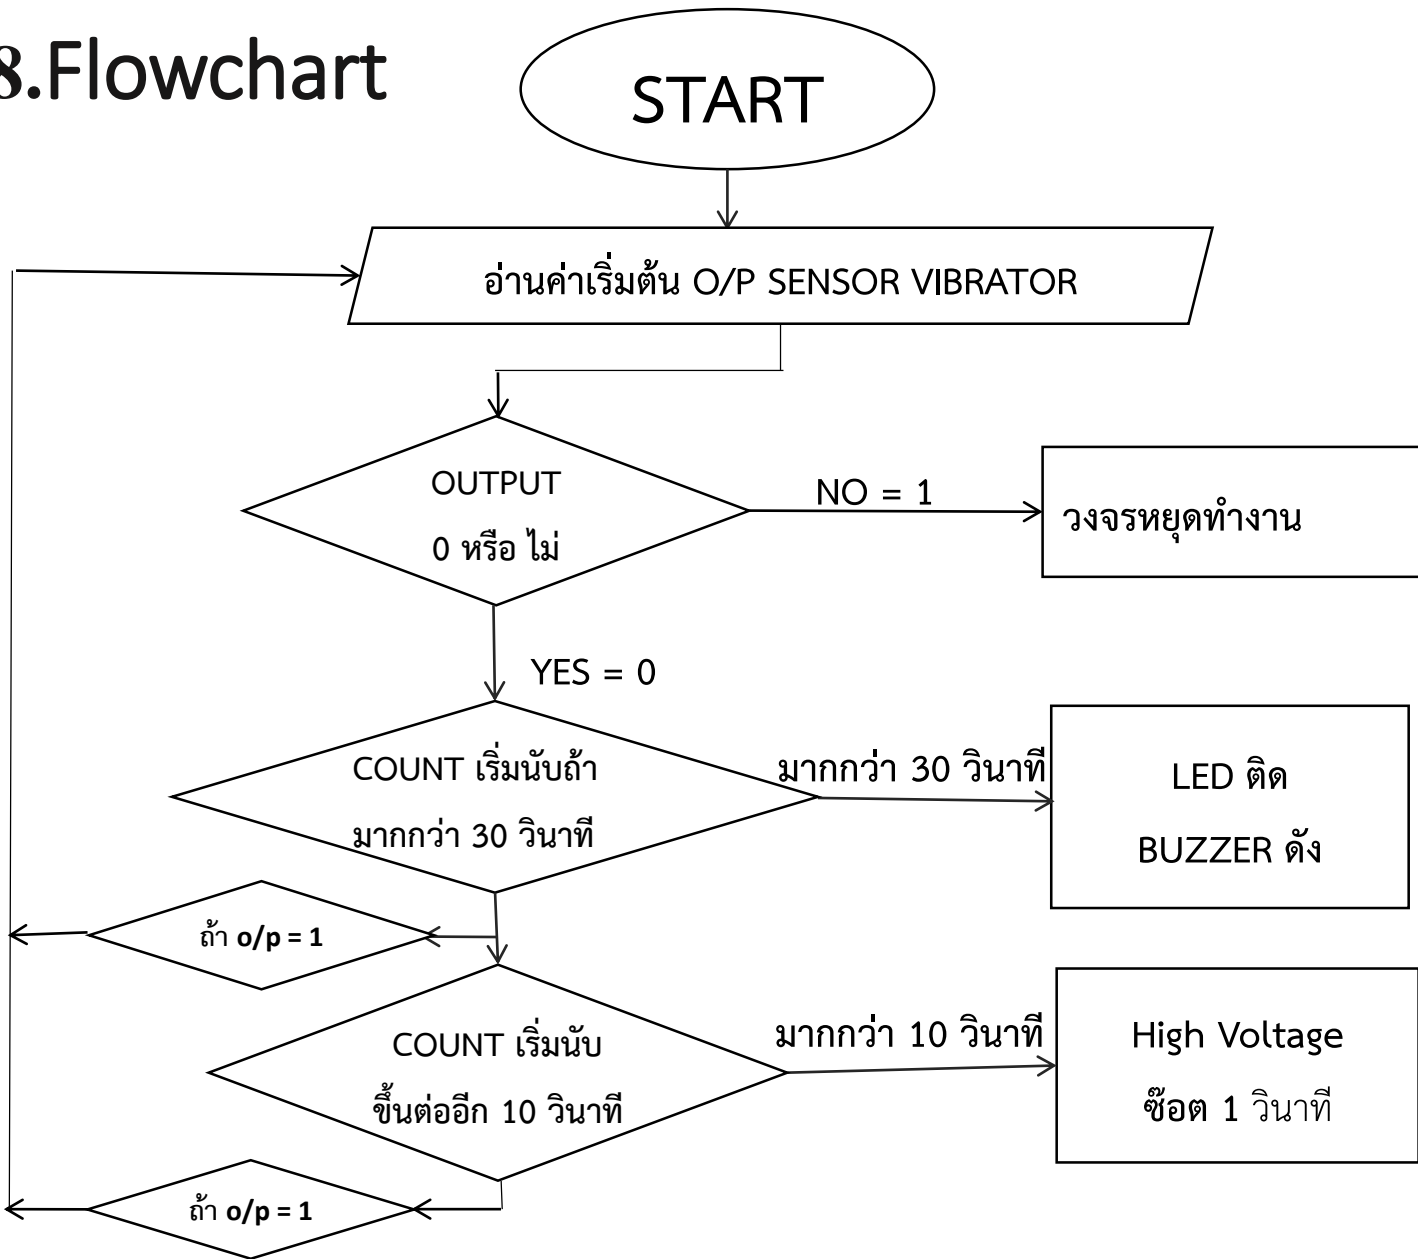 8.Flowchart
START
อ่านค่าเริ่มต้น O/P SENSOR VIBRATOR
OUTPUT
0 หรือ ไม่
NO = 1
วงจรหยุดทำงาน
YES = 0
COUNT เริ่มนับถ้า
มากกว่า 30 วินาที
มากกว่า 30 วินาที
LED ติด
BUZZER ดัง
ถ้า o/p = 1
COUNT เริ่มนับ
ขึ้นต่ออีก 10 วินาที
มากกว่า 10 วินาที
High Voltage
ซ๊อต 1 วินาที
ถ้า o/p = 1